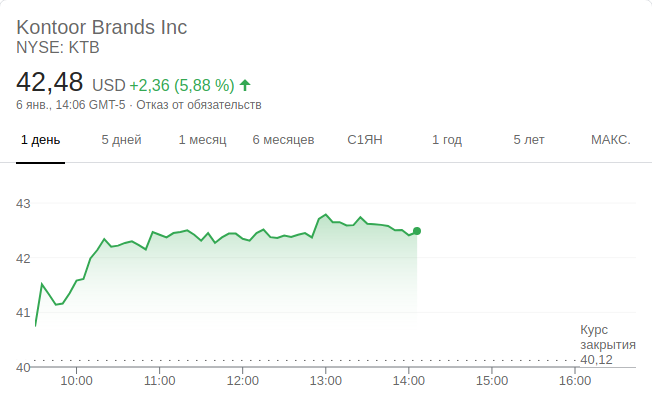 Kontoor Brands Inc
NYSE: KTB
42,48 USD +2,36 (5,88 %)
6 янв., 14:06 GMT-5 · Отказ от обязательств
1 день 5 дней 1 месяц 6 месяцев С1ЯН 1 год 5 лет МАКС.
43
42
41
40
Курс
закрытия
40,12
10:00 11:00 12:00 13:00 14:00 15:00 16:00